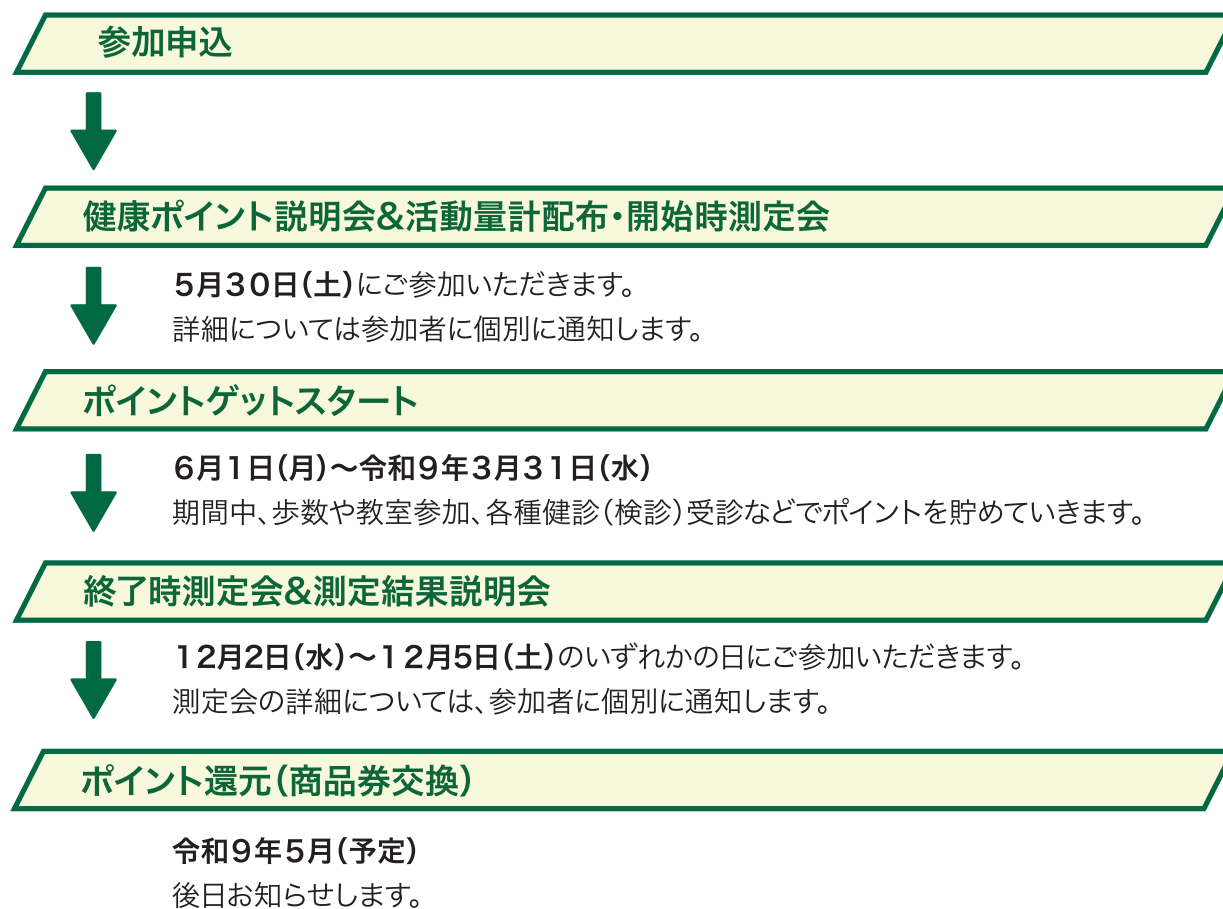 参加申込
健康ポイント説明会&活動量計配布・開始時測定会
5月30日(土)にご参加いただきます。
詳細については参加者に個別に通知します。
ポイントゲットスタート
6月1日(月)～令和9年3月31日(水)
期間中、歩数や教室参加、各種健診(検診)受診などでポイントを貯めていきます。
終了時測定会&測定結果説明会
12月2日(水)～12月5日(土)のいずれかの日にご参加いただきます。
測定会の詳細については、参加者に個別に通知します。
ポイント還元(商品券交換)
令和9年5月(予定)
後日お知らせします。